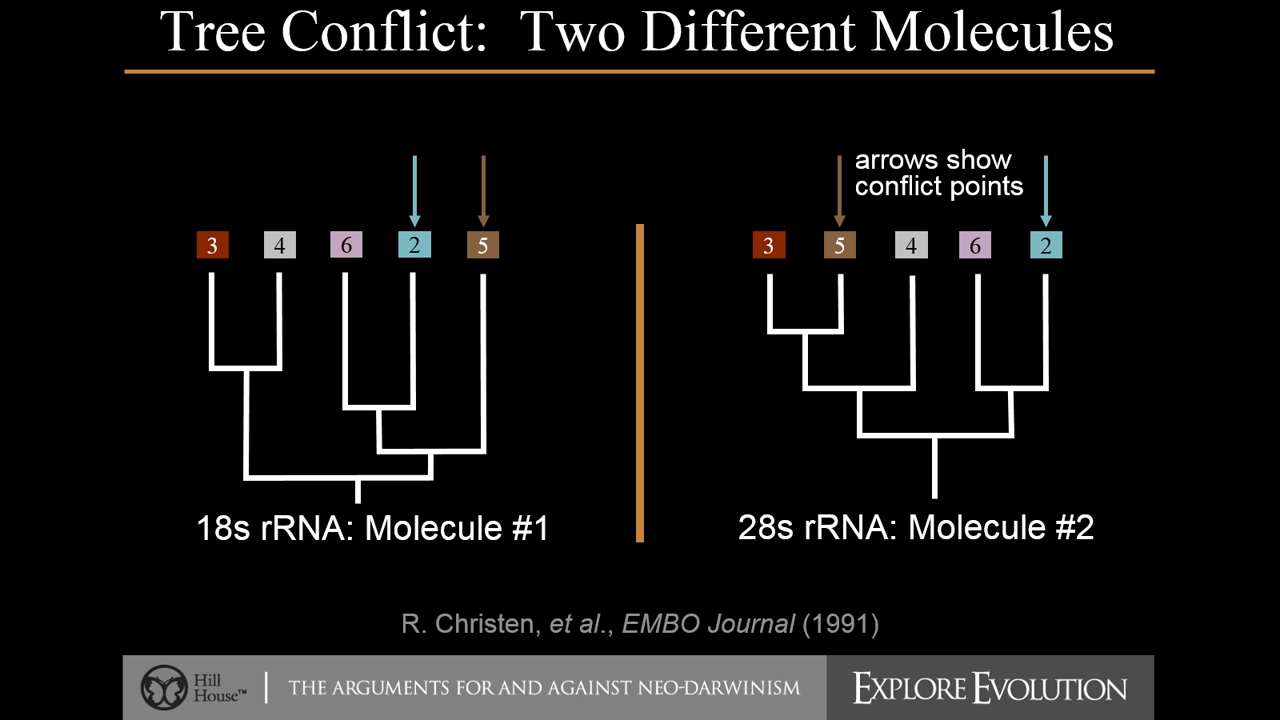 Tree Conflict: Two Different Molecules
arrows show
conflict points
3 4 6 2 5
3 5 4 6 2
18s rRNA: Molecule #1
28s rRNA: Molecule #2
R. Christen, et al., EMBO Journal (1991)
Hill
House™
THE ARGUMENTS FOR AND AGAINST NEO-DARWINISM
EXPLORE EVOLUTION